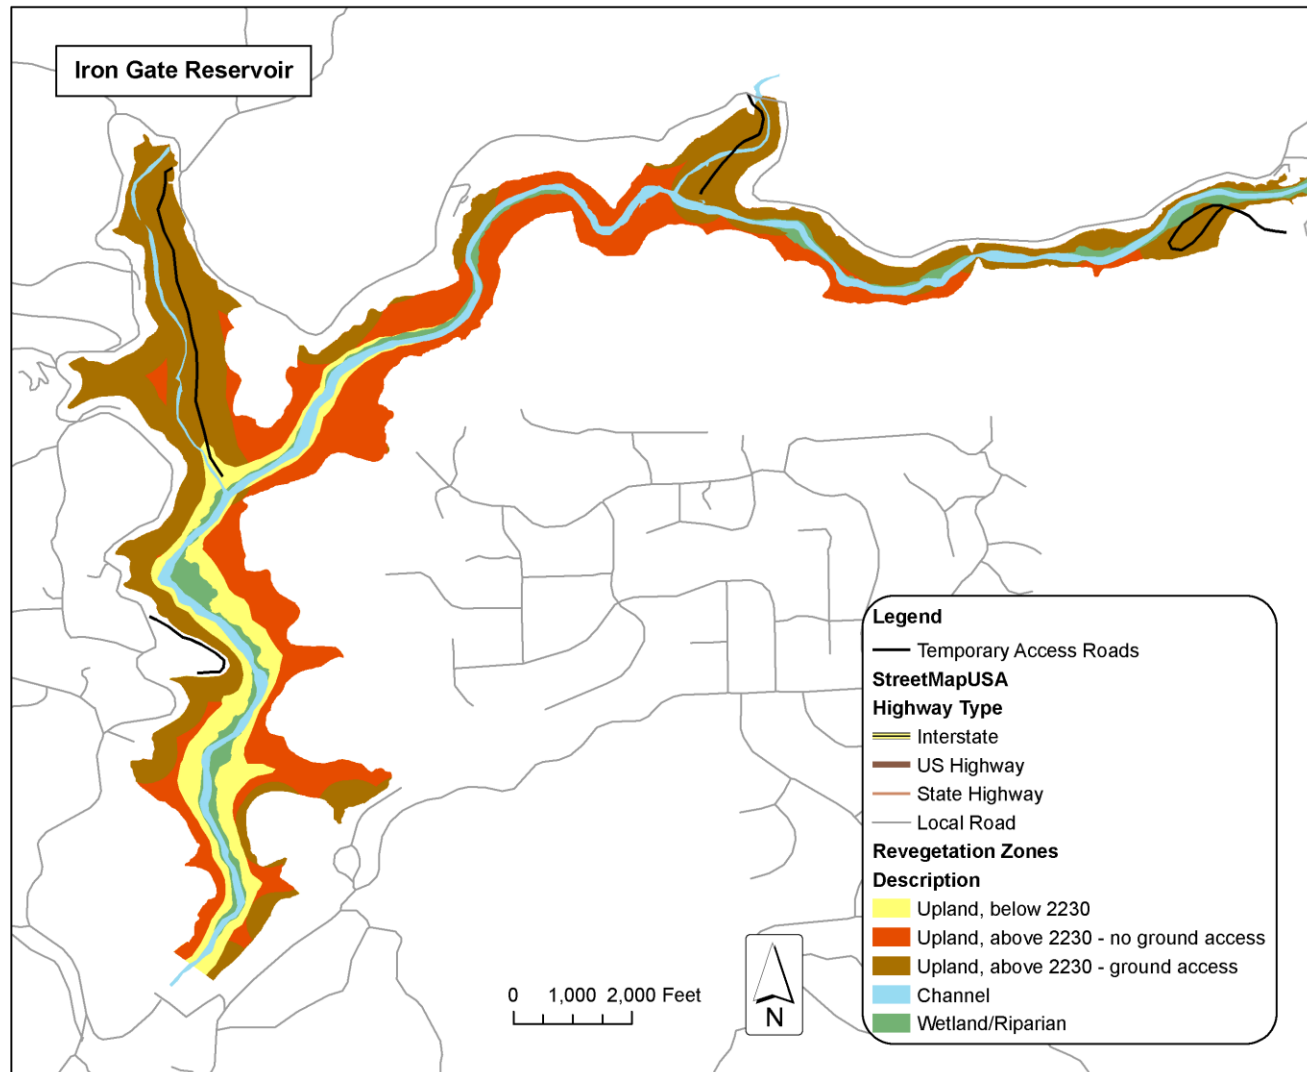 Iron Gate Reservoir
Legend
Temporary Access Roads
StreetMapUSA
Highway Type
Interstate
US Highway
State Highway
Local Road
Revegetation Zones
Description
Upland, below 2230
Upland, above 2230 - no ground access
Upland, above 2230 - ground access
Channel
Wetland/Riparian
0 1,000 2,000 Feet
N